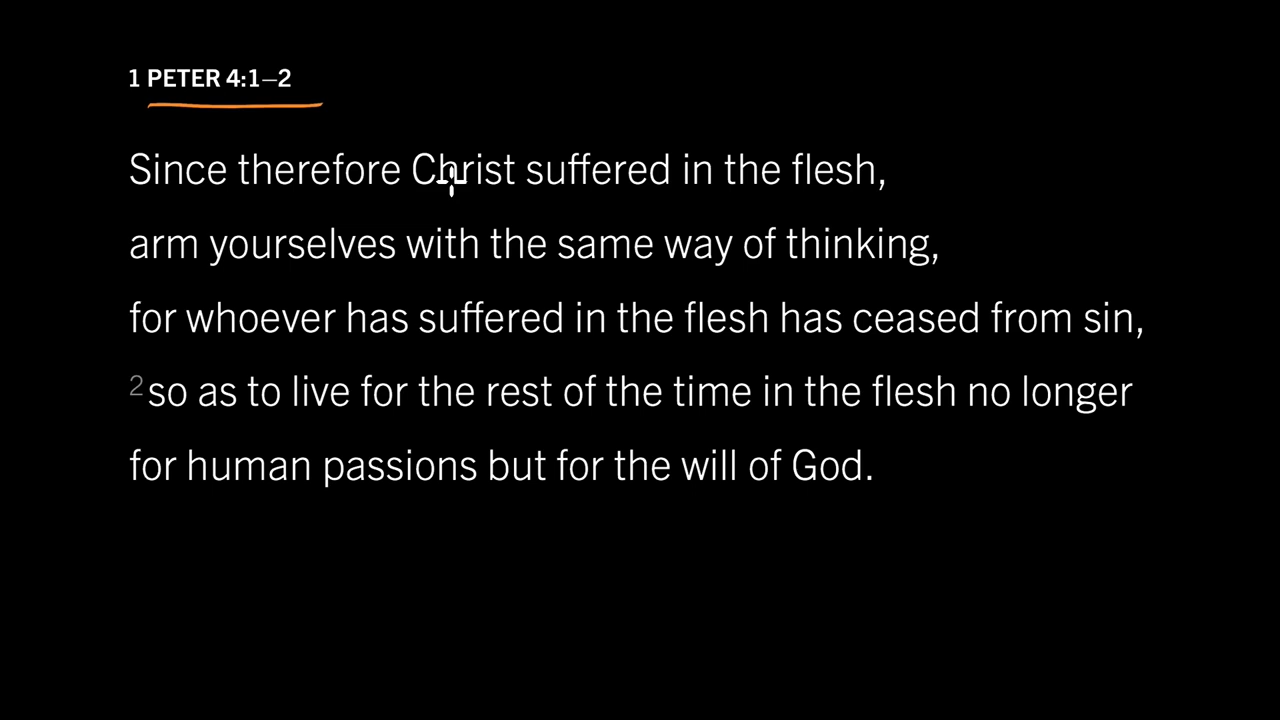 1 PETER 4:1–2
Since therefore Christ suffered in the flesh,
arm yourselves with the same way of thinking,
for whoever has suffered in the flesh has ceased from sin,
2 so as to live for the rest of the time in the flesh no longer
for human passions but for the will of God.